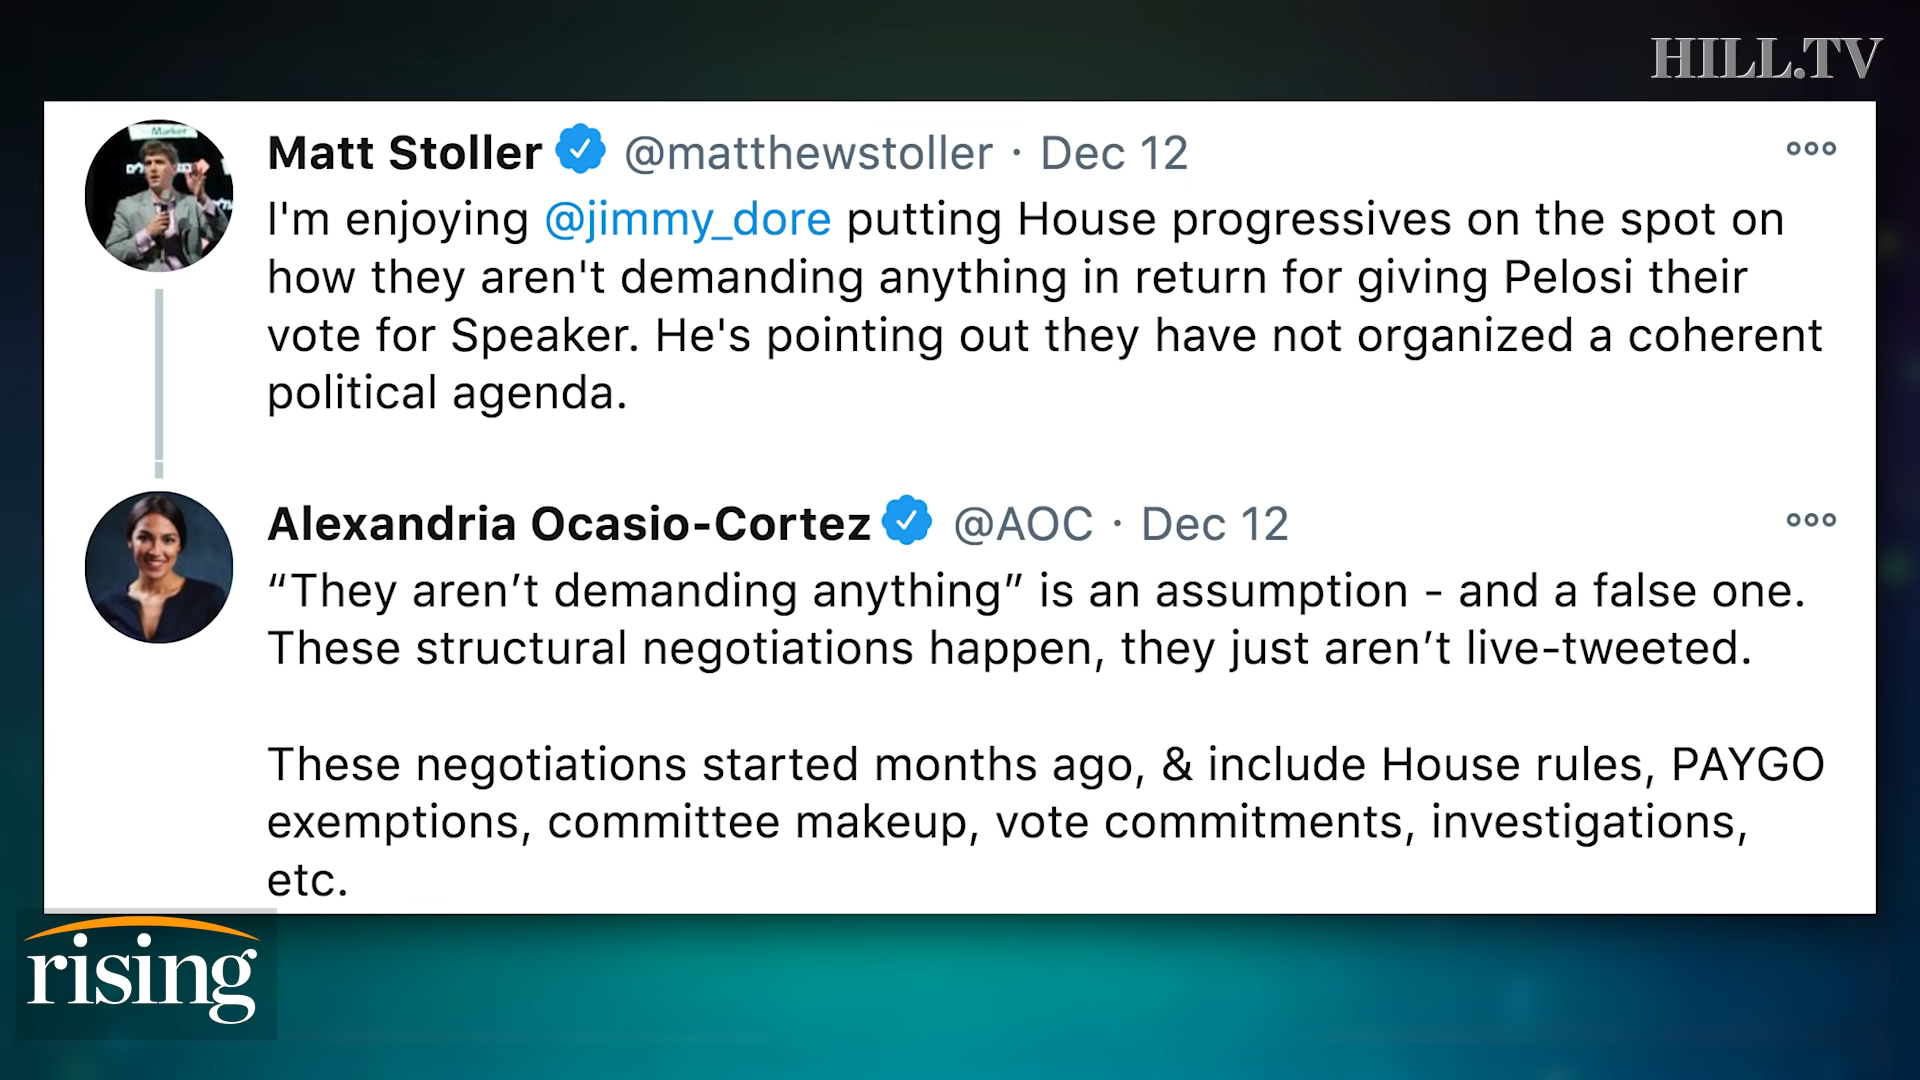 HILL.TV
Matt Stoller @matthewstoller · Dec 12
I'm enjoying @jimmy_dore putting House progressives on the spot on
how they aren't demanding anything in return for giving Pelosi their
vote for Speaker. He's pointing out they have not organized a coherent
political agenda.
Alexandria Ocasio-Cortez @AOC · Dec 12
“They aren’t demanding anything” is an assumption - and a false one.
These structural negotiations happen, they just aren’t live-tweeted.
These negotiations started months ago, & include House rules, PAYGO
exemptions, committee makeup, vote commitments, investigations,
etc.
rising